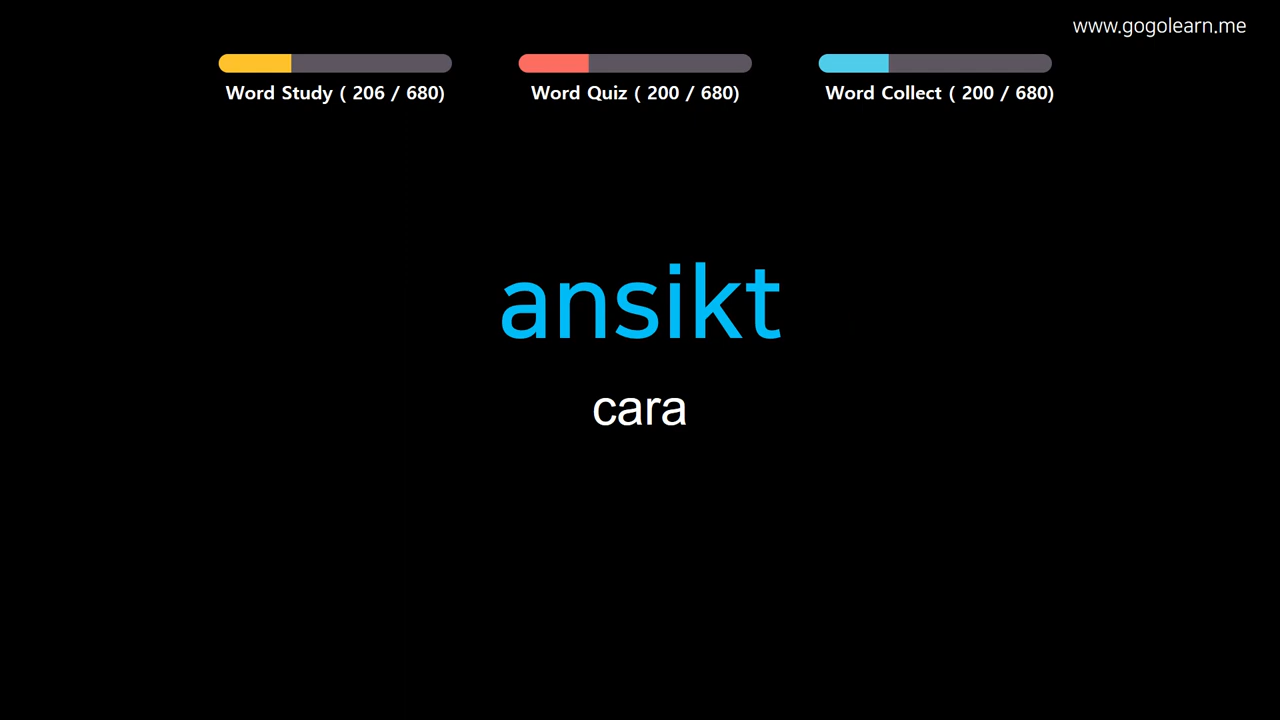 www.gogolearn.me
Word Study ( 206 / 680)
Word Quiz ( 200 / 680)
Word Collect ( 200 / 680)
ansikt
cara